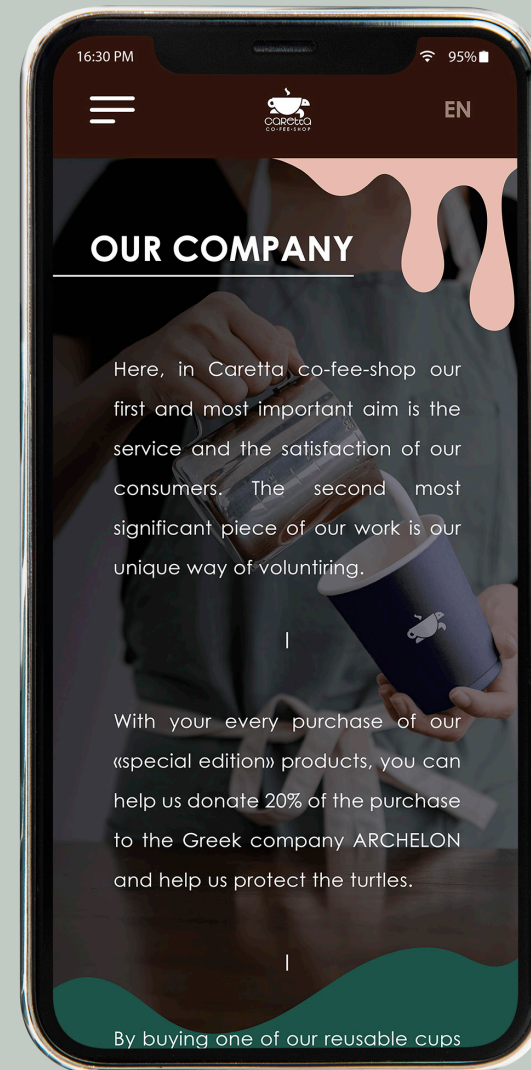 16:30 PM
95%
caretta
CO-FEE-SHOP
EN
OUR COMPANY
Here, in Caretta co-fee-shop our
first and most important aim is the
service and the satisfaction of our
consumers. The second most
significant piece of our work is our
unique way of voluntiring.
|
With your every purchase of our
«special edition» products, you can
help us donate 20% of the purchase
to the Greek company ARCHELON
and help us protect the turtles.
|
By buying one of our reusable cups